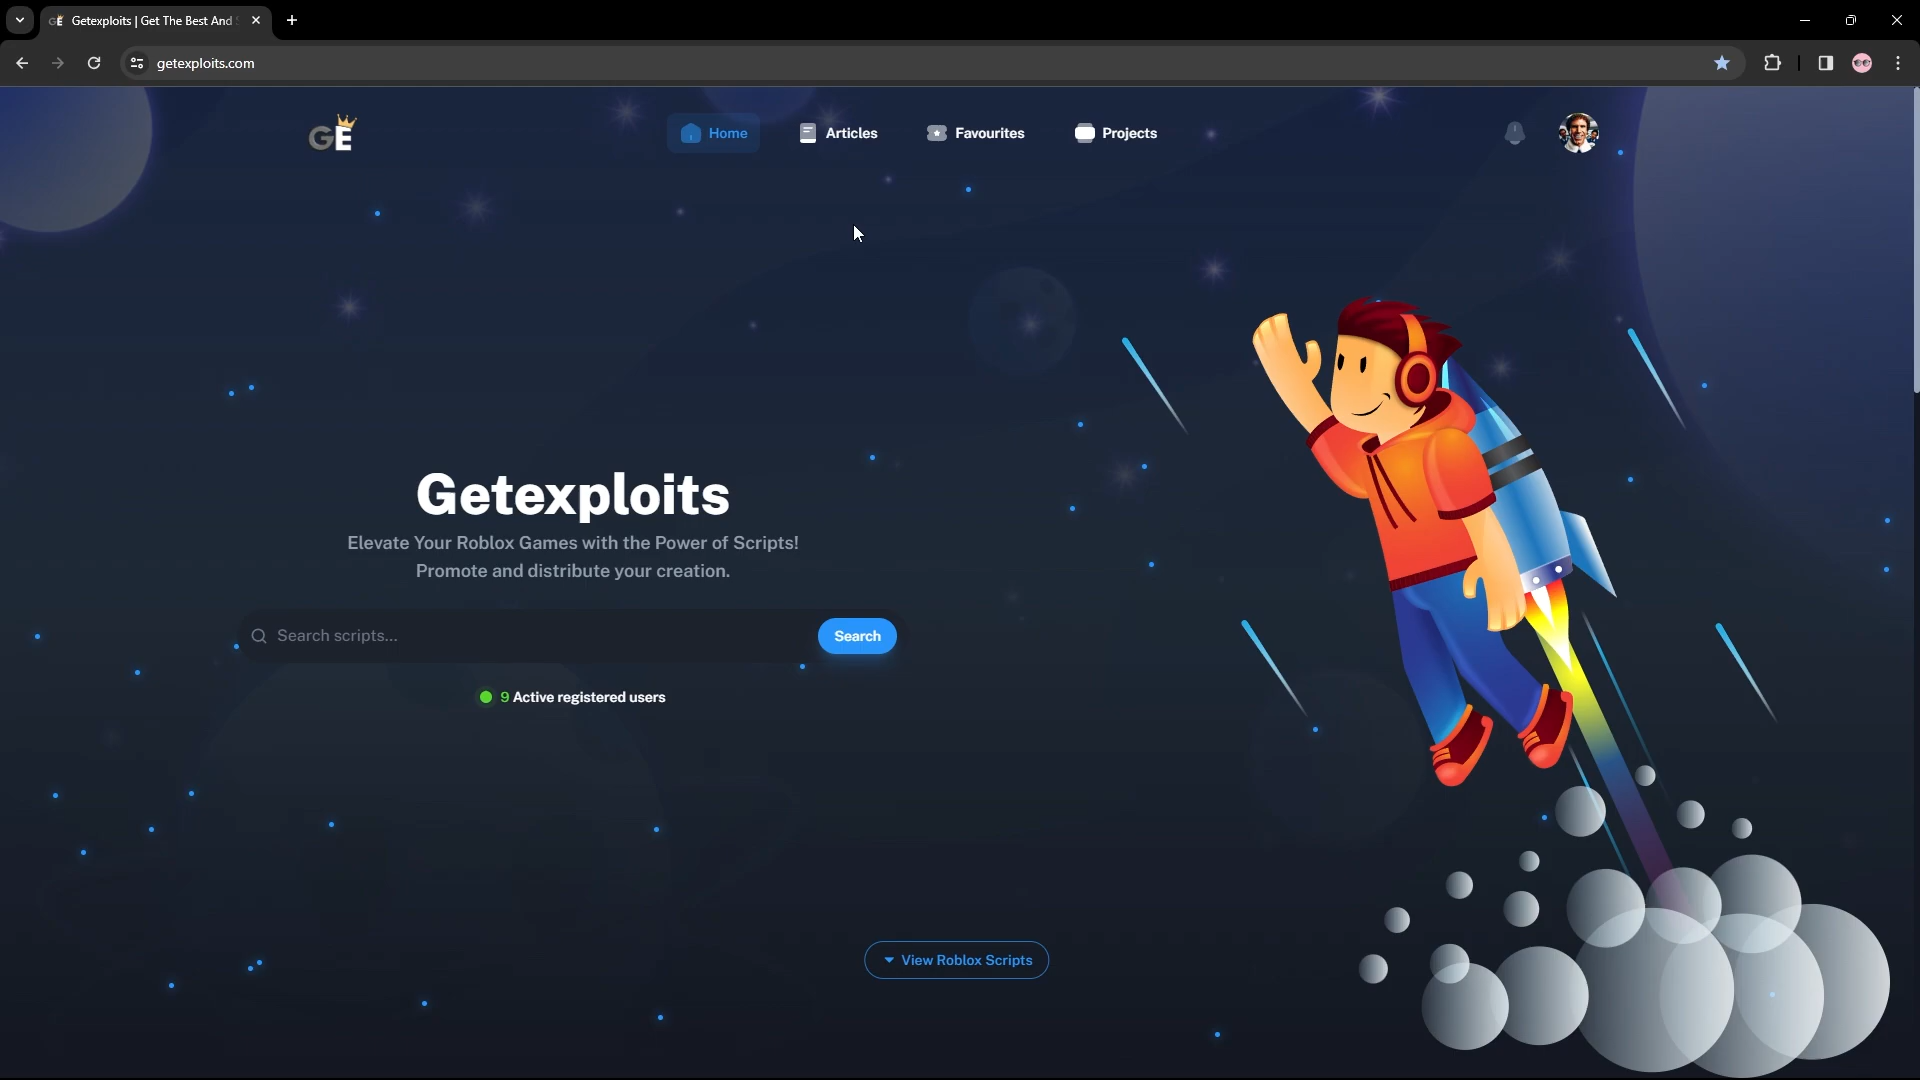 Getexploits | Get The Best And
getexploits.com
GE
Home
Articles
Favourites
Projects
Getexploits
Elevate Your Roblox Games with the Power of Scripts!
Promote and distribute your creation.
Search scripts...
Search
9 Active registered users
View Roblox Scripts